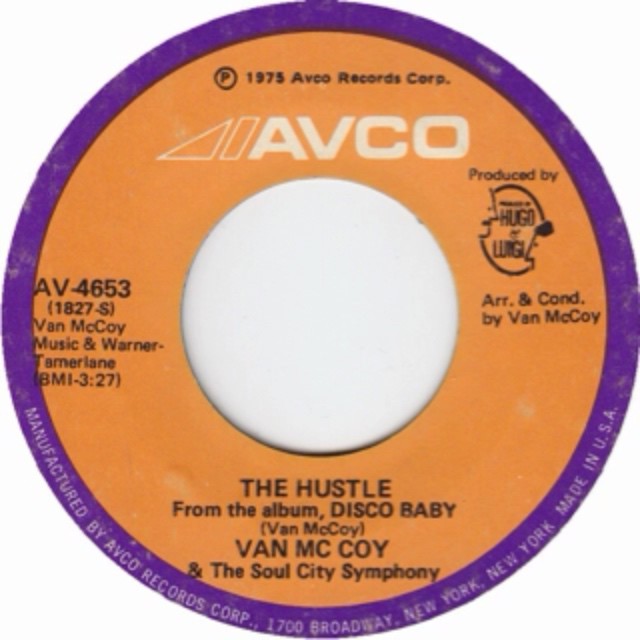 Ⓟ 1975 Avco Records Corp.
AVCO
Produced by
PRODUCED BY
HUGO
&
LUIGI
AV-4653
(1827-S)
Van McCoy
Music & Warner-
Tamerlane
(BMI-3:27)
Arr. & Cond.
by Van McCoy
THE HUSTLE
From the album, DISCO BABY
(Van McCoy)
VAN MC COY
& The Soul City Symphony
MANUFACTURED BY AVCO RECORDS CORP., 1700 BROADWAY, NEW YORK, NEW YORK MADE IN U.S.A.